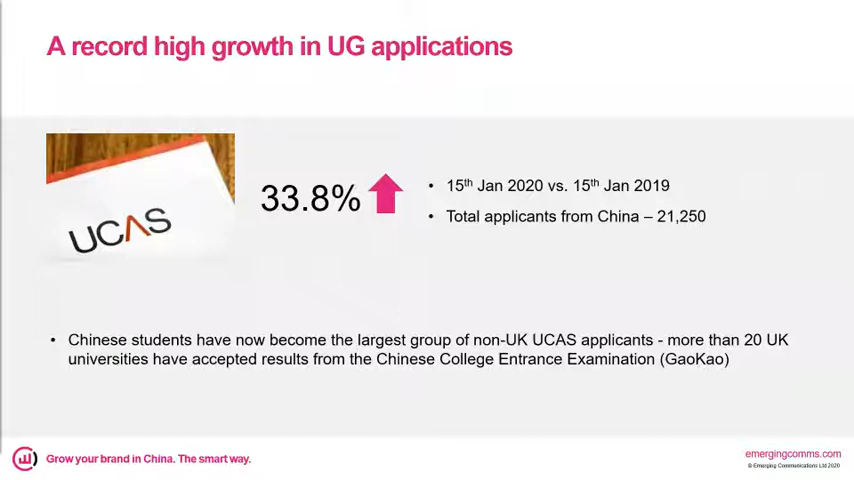 A record high growth in UG applications
UCAS
33.8%
• 15th Jan 2020 vs. 15th Jan 2019
• Total applicants from China – 21,250
• Chinese students have now become the largest group of non-UK UCAS applicants - more than 20 UK
universities have accepted results from the Chinese College Entrance Examination (GaoKao)
Grow your brand in China. The smart way.
emergingcomms.com
© Emerging Communications Ltd 2020